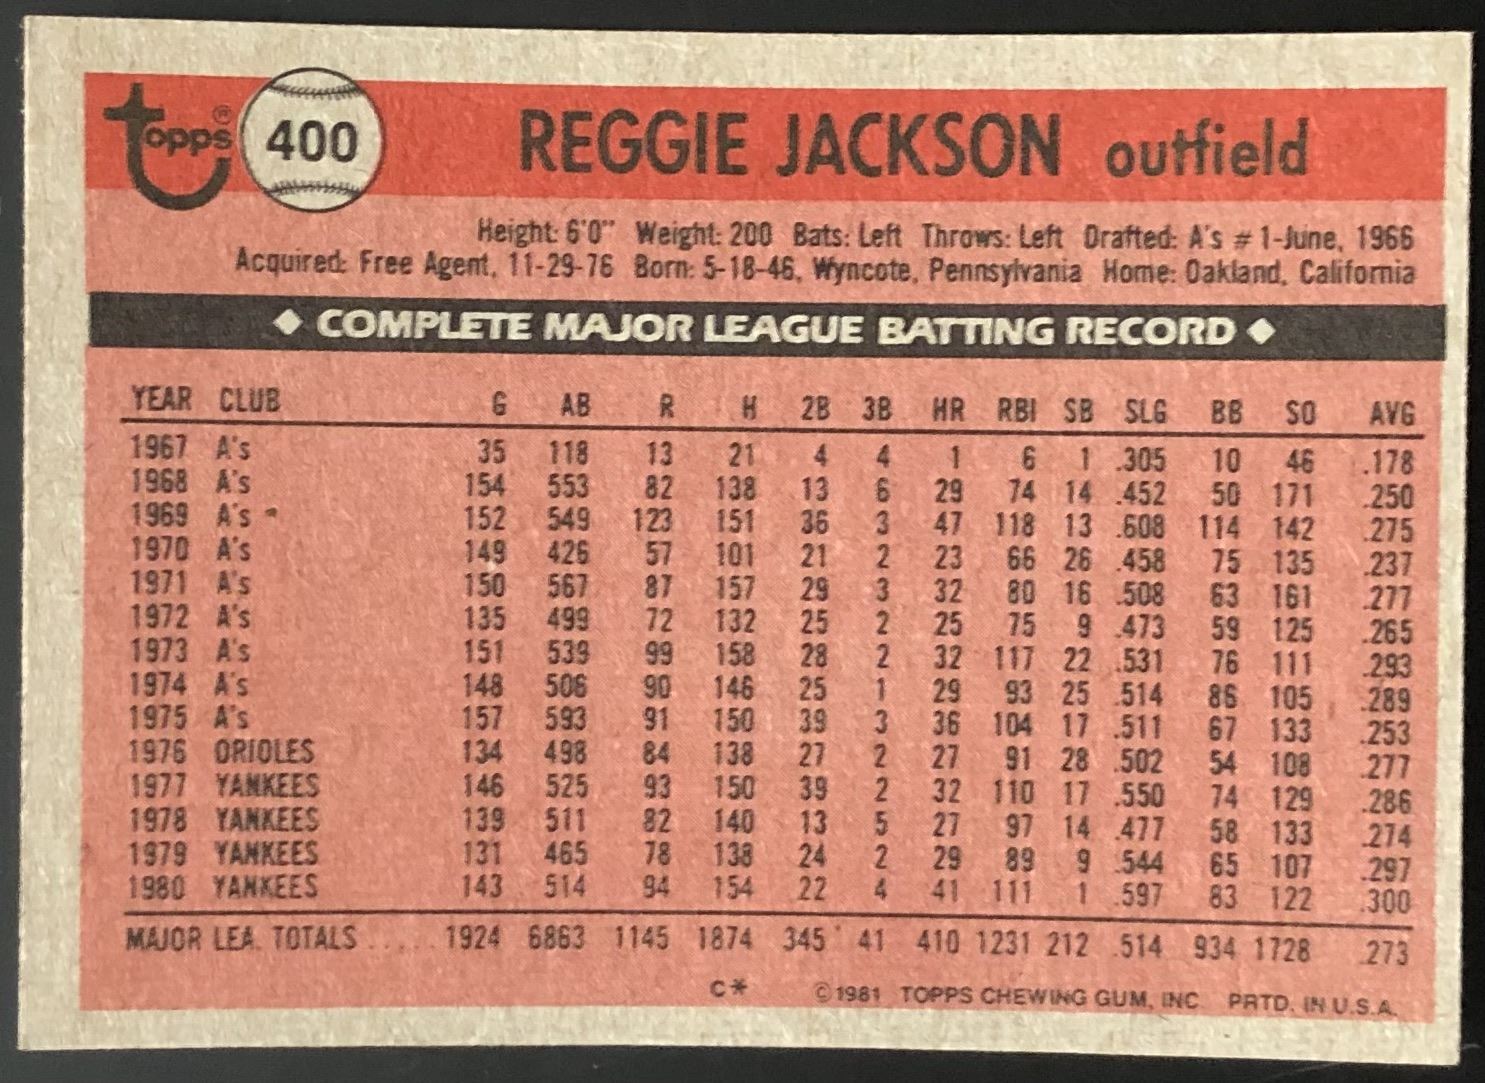 topps® 400 REGGIE JACKSON outfield
Height: 6'0" Weight: 200 Bats: Left Throws: Left Drafted: A's #1-June, 1966
Acquired: Free Agent, 11-29-76 Born: 5-18-46, Wyncote, Pennsylvania Home: Oakland, California
◆ COMPLETE MAJOR LEAGUE BATTING RECORD ◆
YEAR CLUB G AB R H 2B 3B HR RBI SB SLG BB SO AVG
1967 A's 35 118 13 21 4 4 1 6 1 .305 10 46 .178
1968 A's 154 553 82 138 13 6 29 74 14 .452 50 171 .250
1969 A's 152 549 123 151 36 3 47 118 13 .608 114 142 .275
1970 A's 149 426 57 101 21 2 23 66 26 .458 75 135 .237
1971 A's 150 567 87 157 29 3 32 80 16 .508 63 161 .277
1972 A's 135 499 72 132 25 2 25 75 9 .473 59 125 .265
1973 A's 151 539 99 158 28 2 32 117 22 .531 76 111 .293
1974 A's 148 506 90 146 25 1 29 93 25 .514 86 105 .289
1975 A's 157 593 91 150 39 3 36 104 17 .511 67 133 .253
1976 ORIOLES 134 498 84 138 27 2 27 91 28 .502 54 108 .277
1977 YANKEES 146 525 93 150 39 2 32 110 17 .550 74 129 .286
1978 YANKEES 139 511 82 140 13 5 27 97 14 .477 58 133 .274
1979 YANKEES 131 465 78 138 24 2 29 89 9 .544 65 107 .297
1980 YANKEES 143 514 94 154 22 4 41 111 1 .597 83 122 .300
MAJOR LEA. TOTALS ..... 1924 6863 1145 1874 345 41 410 1231 212 .514 934 1728 .273
C* ©1981 TOPPS CHEWING GUM, INC. PRTD. IN U.S.A.